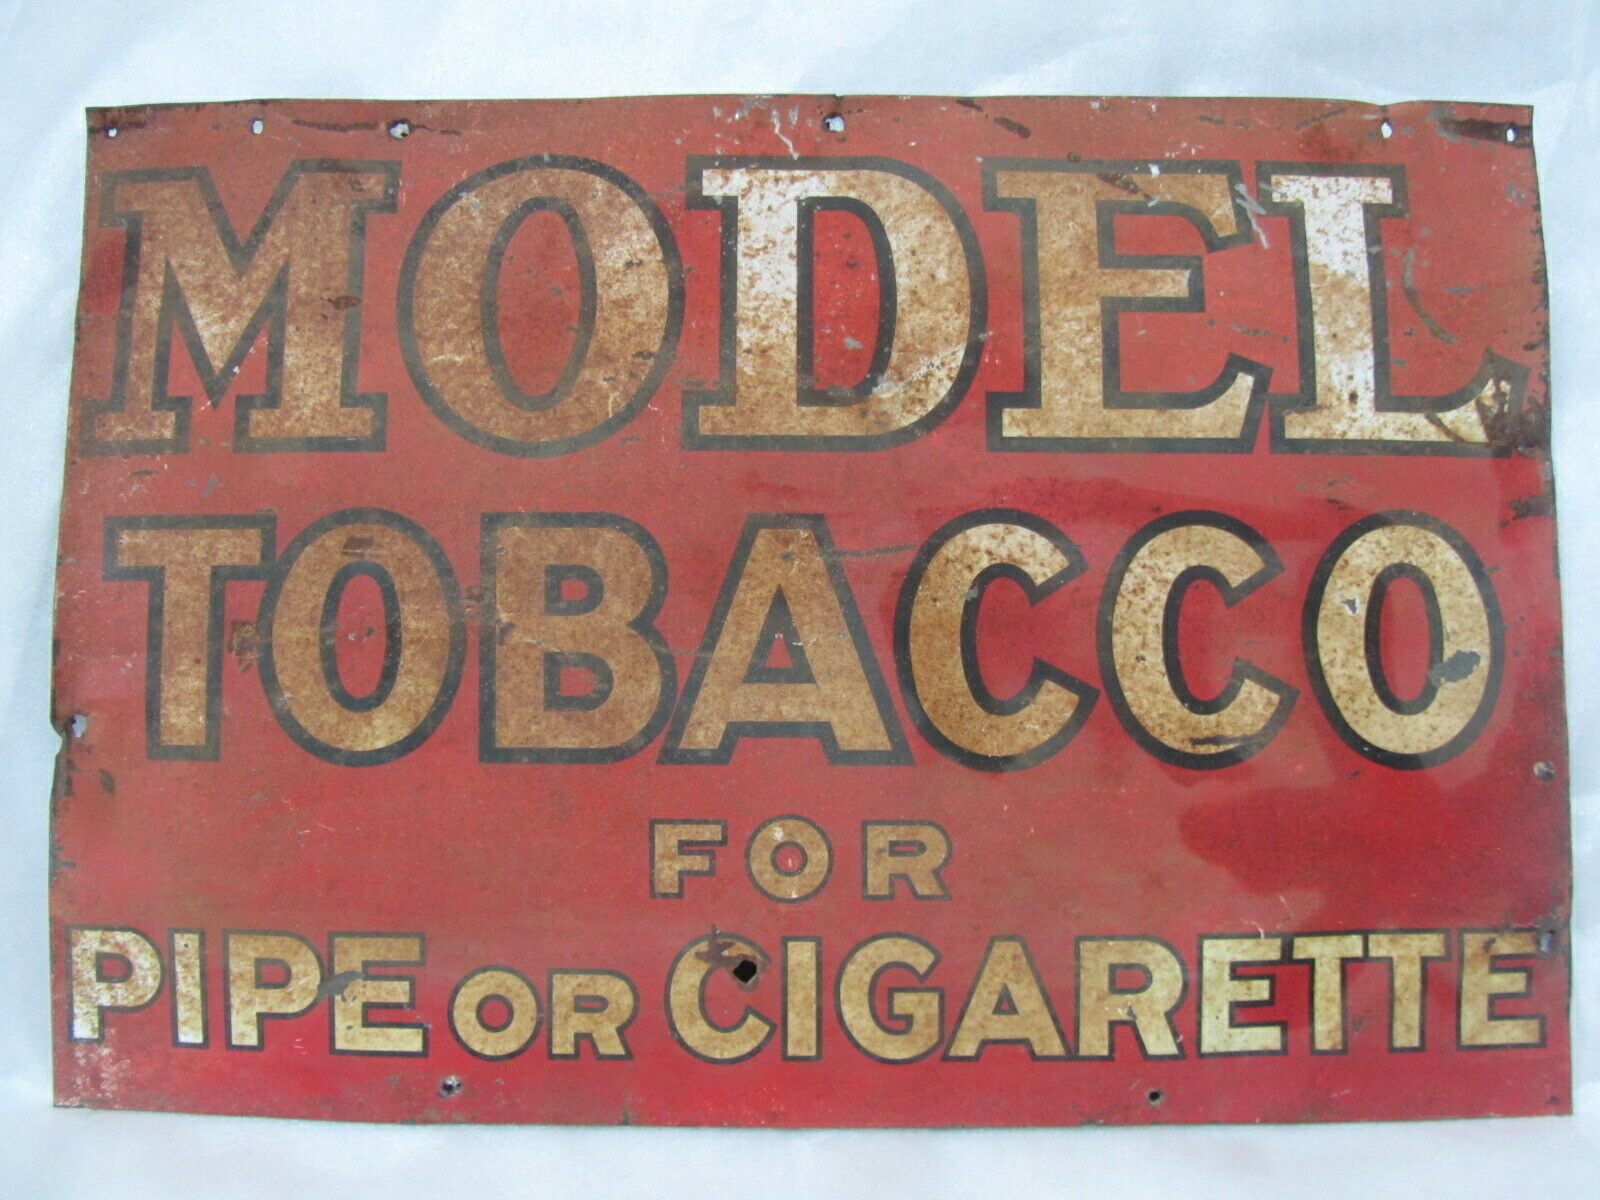 MODEL
TOBACCO
FOR
PIPE OR CIGARETTE